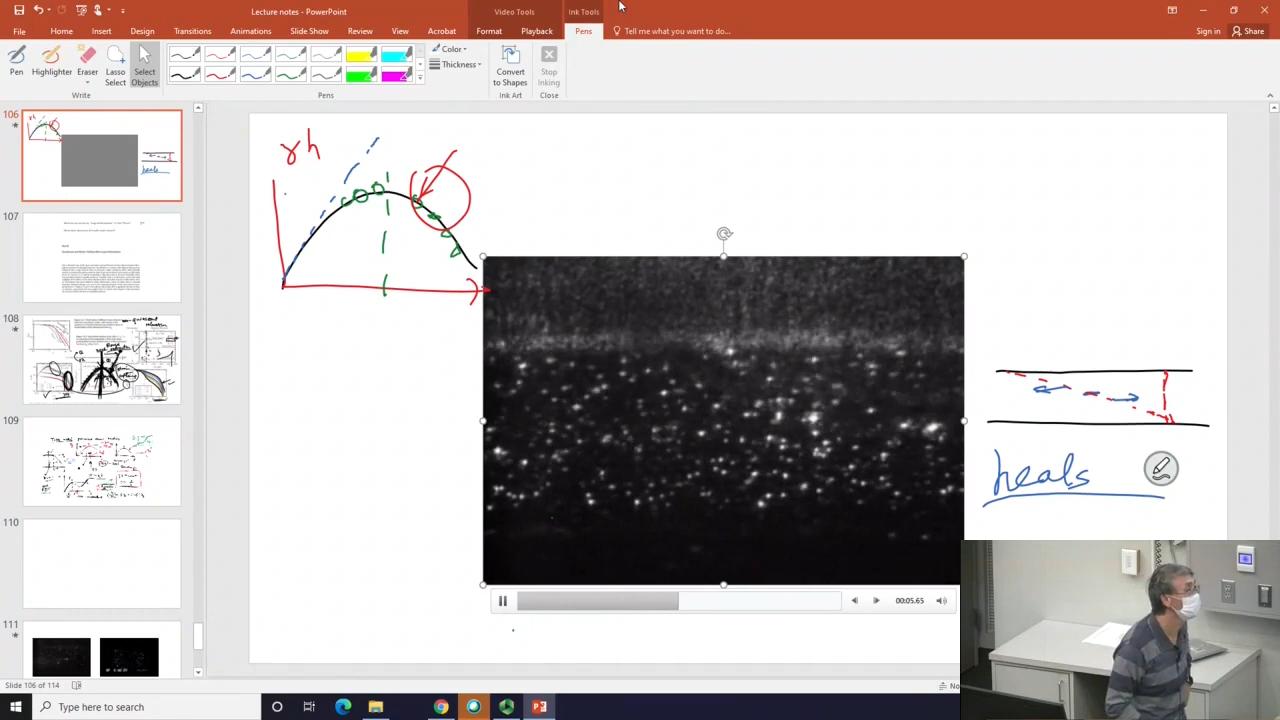 Lecture notes - PowerPoint
Video Tools
Ink Tools
File
Home
Insert
Design
Transitions
Animations
Slide Show
Review
View
Acrobat
Format
Playback
Pens
Tell me what you want to do...
Sign in
Share
Pen
Highlighter
Eraser
Lasso Select
Select Objects
Color
Thickness
Convert to Shapes
Stop Inking
Write
Pens
Ink Art
Close
106
107
108
109
110
111
heals
00:05.65
Slide 106 of 114
No
Type here to search